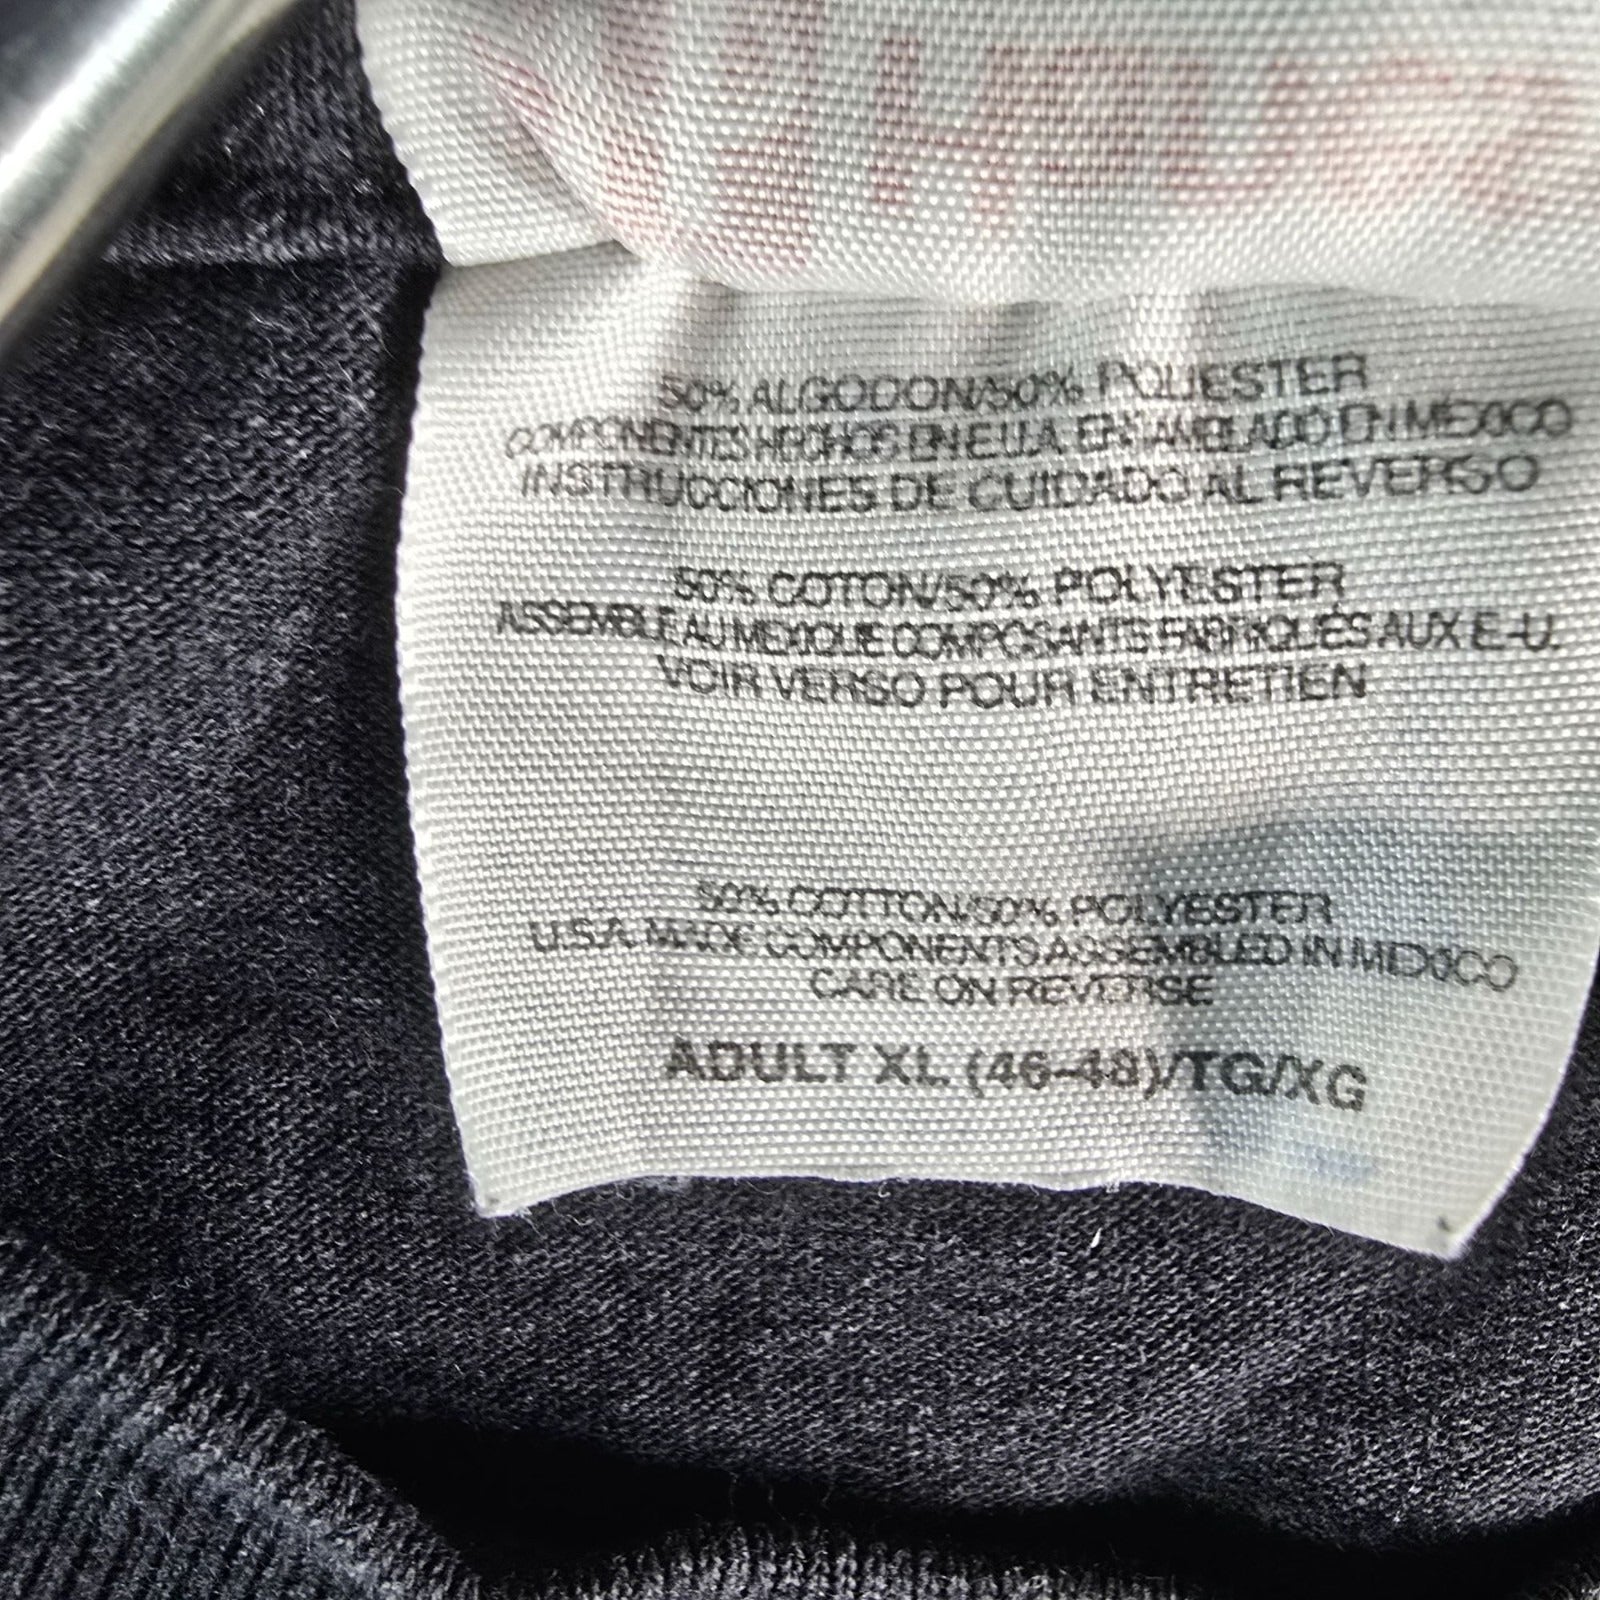 50% ALGODON/50% POLIESTER
COMPONENTES HECHOS EN E.U.A. ENSAMBLADO EN MEXICO
INSTRUCCIONES DE CUIDADO AL REVERSO
50% COTON/50% POLYESTER
ASSEMBLE AU MEXIQUE COMPOSANTS FABRIQUÉS AUX E.-U.
VOIR VERSO POUR ENTRETIEN
50% COTTON/50% POLYESTER
U.S.A. MADE COMPONENTS ASSEMBLED IN MEXICO
CARE ON REVERSE
ADULT XL (46-48)/TG/XG